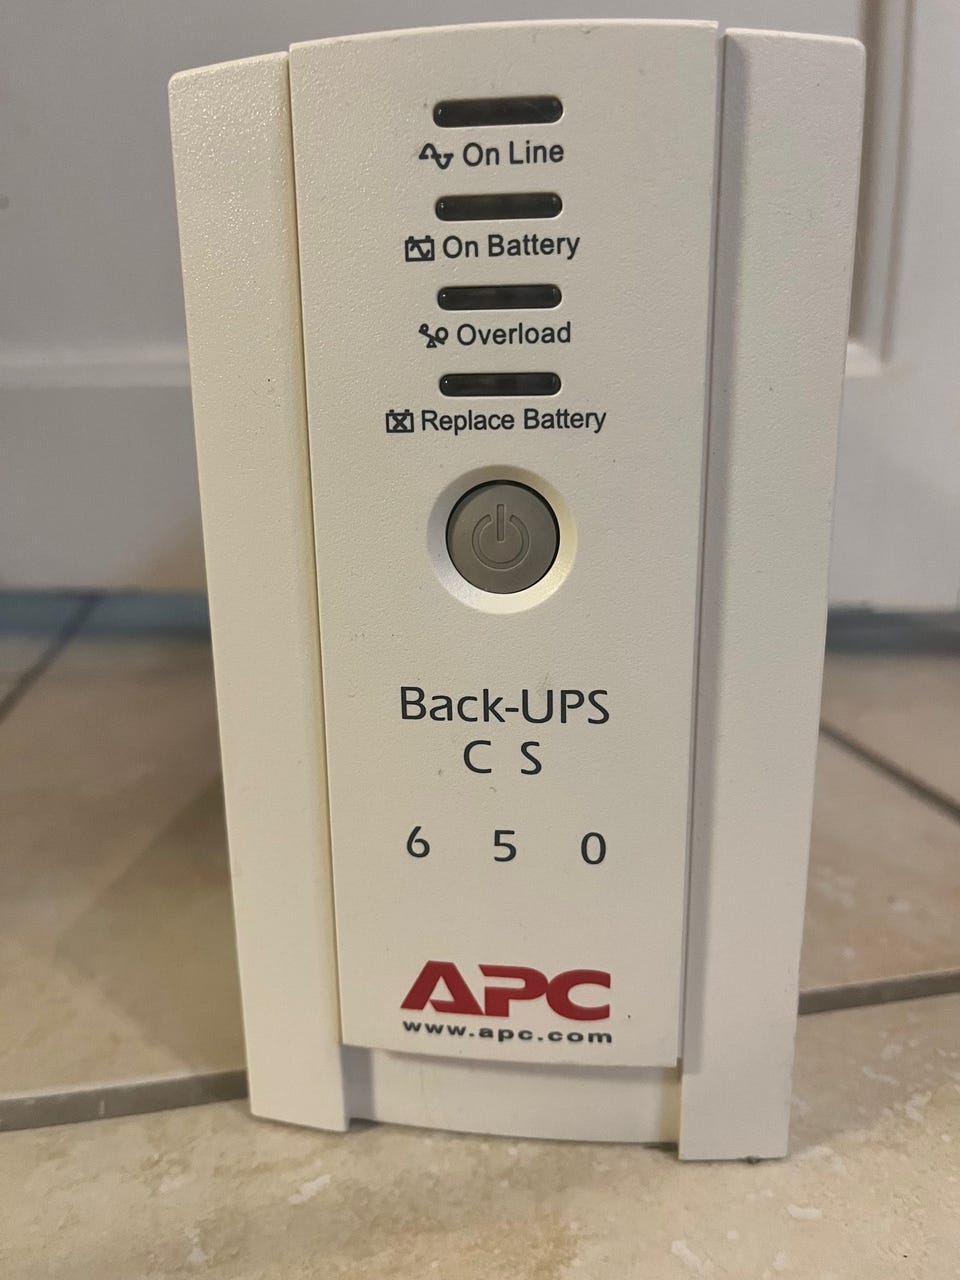 On Line
On Battery
Overload
Replace Battery
Back-UPS
C S
6 5 0
APC
www.apc.com